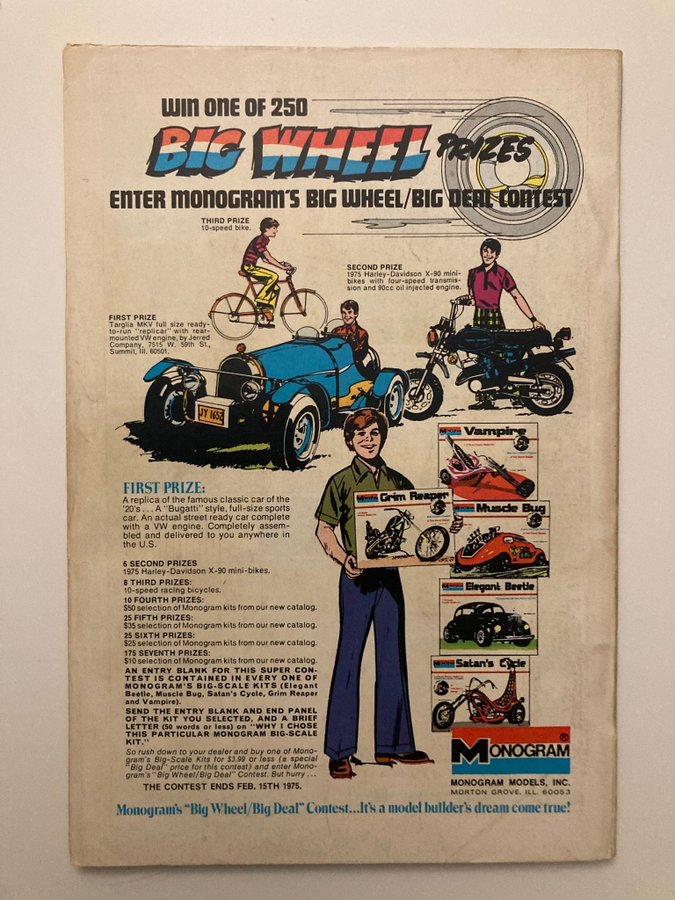 WIN ONE OF 250
BIG WHEEL PRIZES
ENTER MONOGRAM'S BIG WHEEL/BIG DEAL CONTEST
THIRD PRIZE
10-speed bike.
SECOND PRIZE
1975 Harley-Davidson X-90 mini-
bikes with four-speed transmis-
sion and 90cc oil injected engine.
FIRST PRIZE
Targlia MKV full size ready-
to-run "replicar" with rear-
mounted VW engine, by Jerred
Company, 7515 W. 59th St.,
Summit, Ill. 60501.
JY 1652
Vampire
Grim Reaper
Muscle Bug
Elegant Beetle
Satan's Cycle
FIRST PRIZE:
A replica of the famous classic car of the
'20's... A "Bugatti" style, full-size sports
car. An actual street ready car complete
with a VW engine. Completely assem-
bled and delivered to you anywhere in
the U.S.
6 SECOND PRIZES
1975 Harley-Davidson X-90 mini-bikes.
8 THIRD PRIZES:
10-speed racing bicycles.
10 FOURTH PRIZES:
$50 selection of Monogram kits from our new catalog.
25 FIFTH PRIZES:
$35 selection of Monogram kits from our new catalog.
25 SIXTH PRIZES:
$25 selection of Monogram kits from our new catalog.
175 SEVENTH PRIZES:
$10 selection of Monogram kits from our new catalog.
AN ENTRY BLANK FOR THIS SUPER CON-
TEST IS CONTAINED IN EVERY ONE OF
MONOGRAM'S BIG-SCALE KITS (Elegant
Beetle, Muscle Bug, Satan's Cycle, Grim Reaper
and Vampire).
SEND THE ENTRY BLANK AND END PANEL
OF THE KIT YOU SELECTED, AND A BRIEF
LETTER (50 words or less) ON "WHY I CHOSE
THIS PARTICULAR MONOGRAM BIG-SCALE
KIT."
So rush down to your dealer and buy one of Mono-
gram's Big-Scale Kits for $3.99 or less (a special
"Big Deal" price for this contest) and enter Mono-
gram's "Big Wheel/Big Deal" Contest. But hurry...
THE CONTEST ENDS FEB. 15TH 1975.
MONOGRAM®
MONOGRAM MODELS, INC.
MORTON GROVE, ILL. 60053
Monogram's "Big Wheel/Big Deal" Contest...It's a model builder's dream come true!